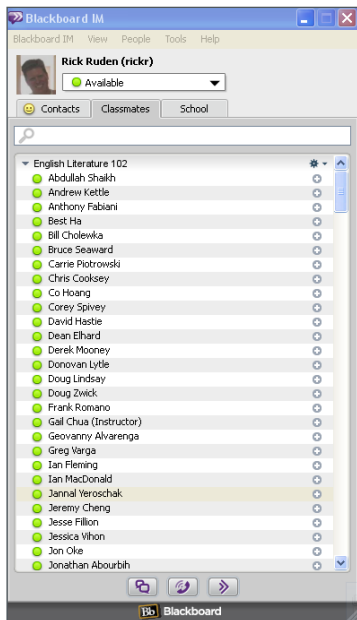 Blackboard IM
Blackboard IM View People Tools Help
Rick Ruden (rickr)
Available
Contacts Classmates School
English Literature 102
Abdullah Shaikh
Andrew Kettle
Anthony Fabiani
Best Ha
Bill Cholewka
Bruce Seaward
Carrie Piotrowski
Chris Cooksey
Co Hoang
Corey Spivey
David Hastie
Dean Elhard
Derek Mooney
Donovan Lytle
Doug Lindsay
Doug Zwick
Frank Romano
Gail Chua (Instructor)
Geovanny Alvarenga
Greg Varga
Ian Fleming
Ian MacDonald
Jannal Yeroschak
Jeremy Cheng
Jesse Fillion
Jessica Vihon
Jon Oke
Jonathan Abourbih
Bb Blackboard